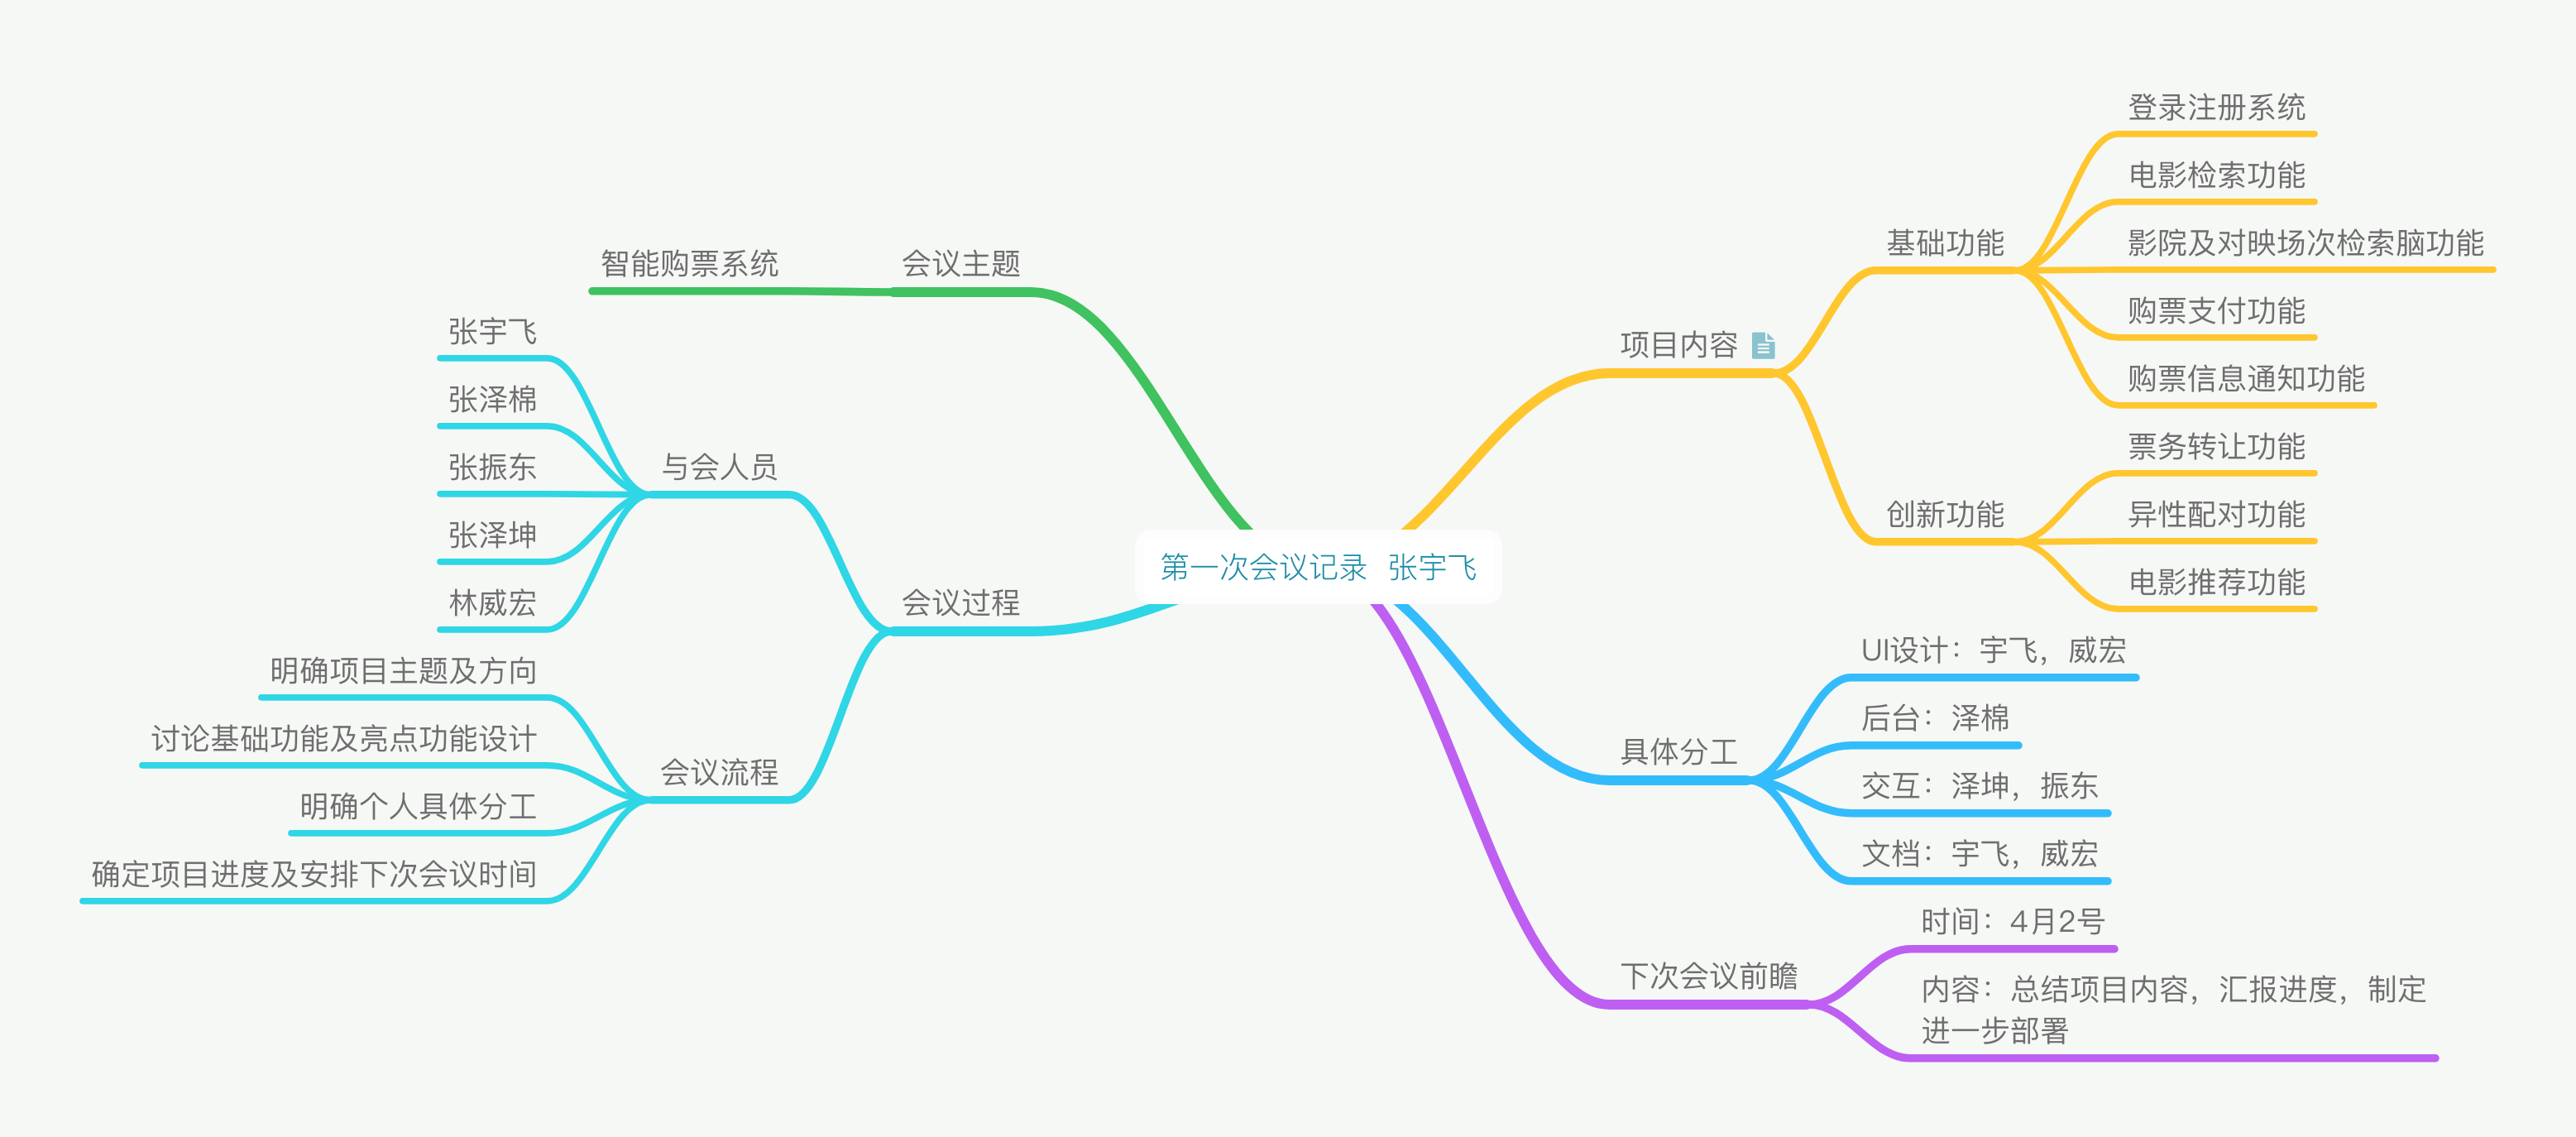 第一次会议记录 张宇飞
会议主题
智能购票系统
会议过程
与会人员
张宇飞
张泽棉
张振东
张泽坤
林威宏
会议流程
明确项目主题及方向
讨论基础功能及亮点功能设计
明确个人具体分工
确定项目进度及安排下次会议时间
项目内容
基础功能
登录注册系统
电影检索功能
影院及对映场次检索脑功能
购票支付功能
购票信息通知功能
创新功能
票务转让功能
异性配对功能
电影推荐功能
具体分工
UI设计：宇飞，威宏
后台：泽棉
交互：泽坤，振东
文档：宇飞，威宏
下次会议前瞻
时间：4月2号
内容：总结项目内容，汇报进度，制定
进一步部署